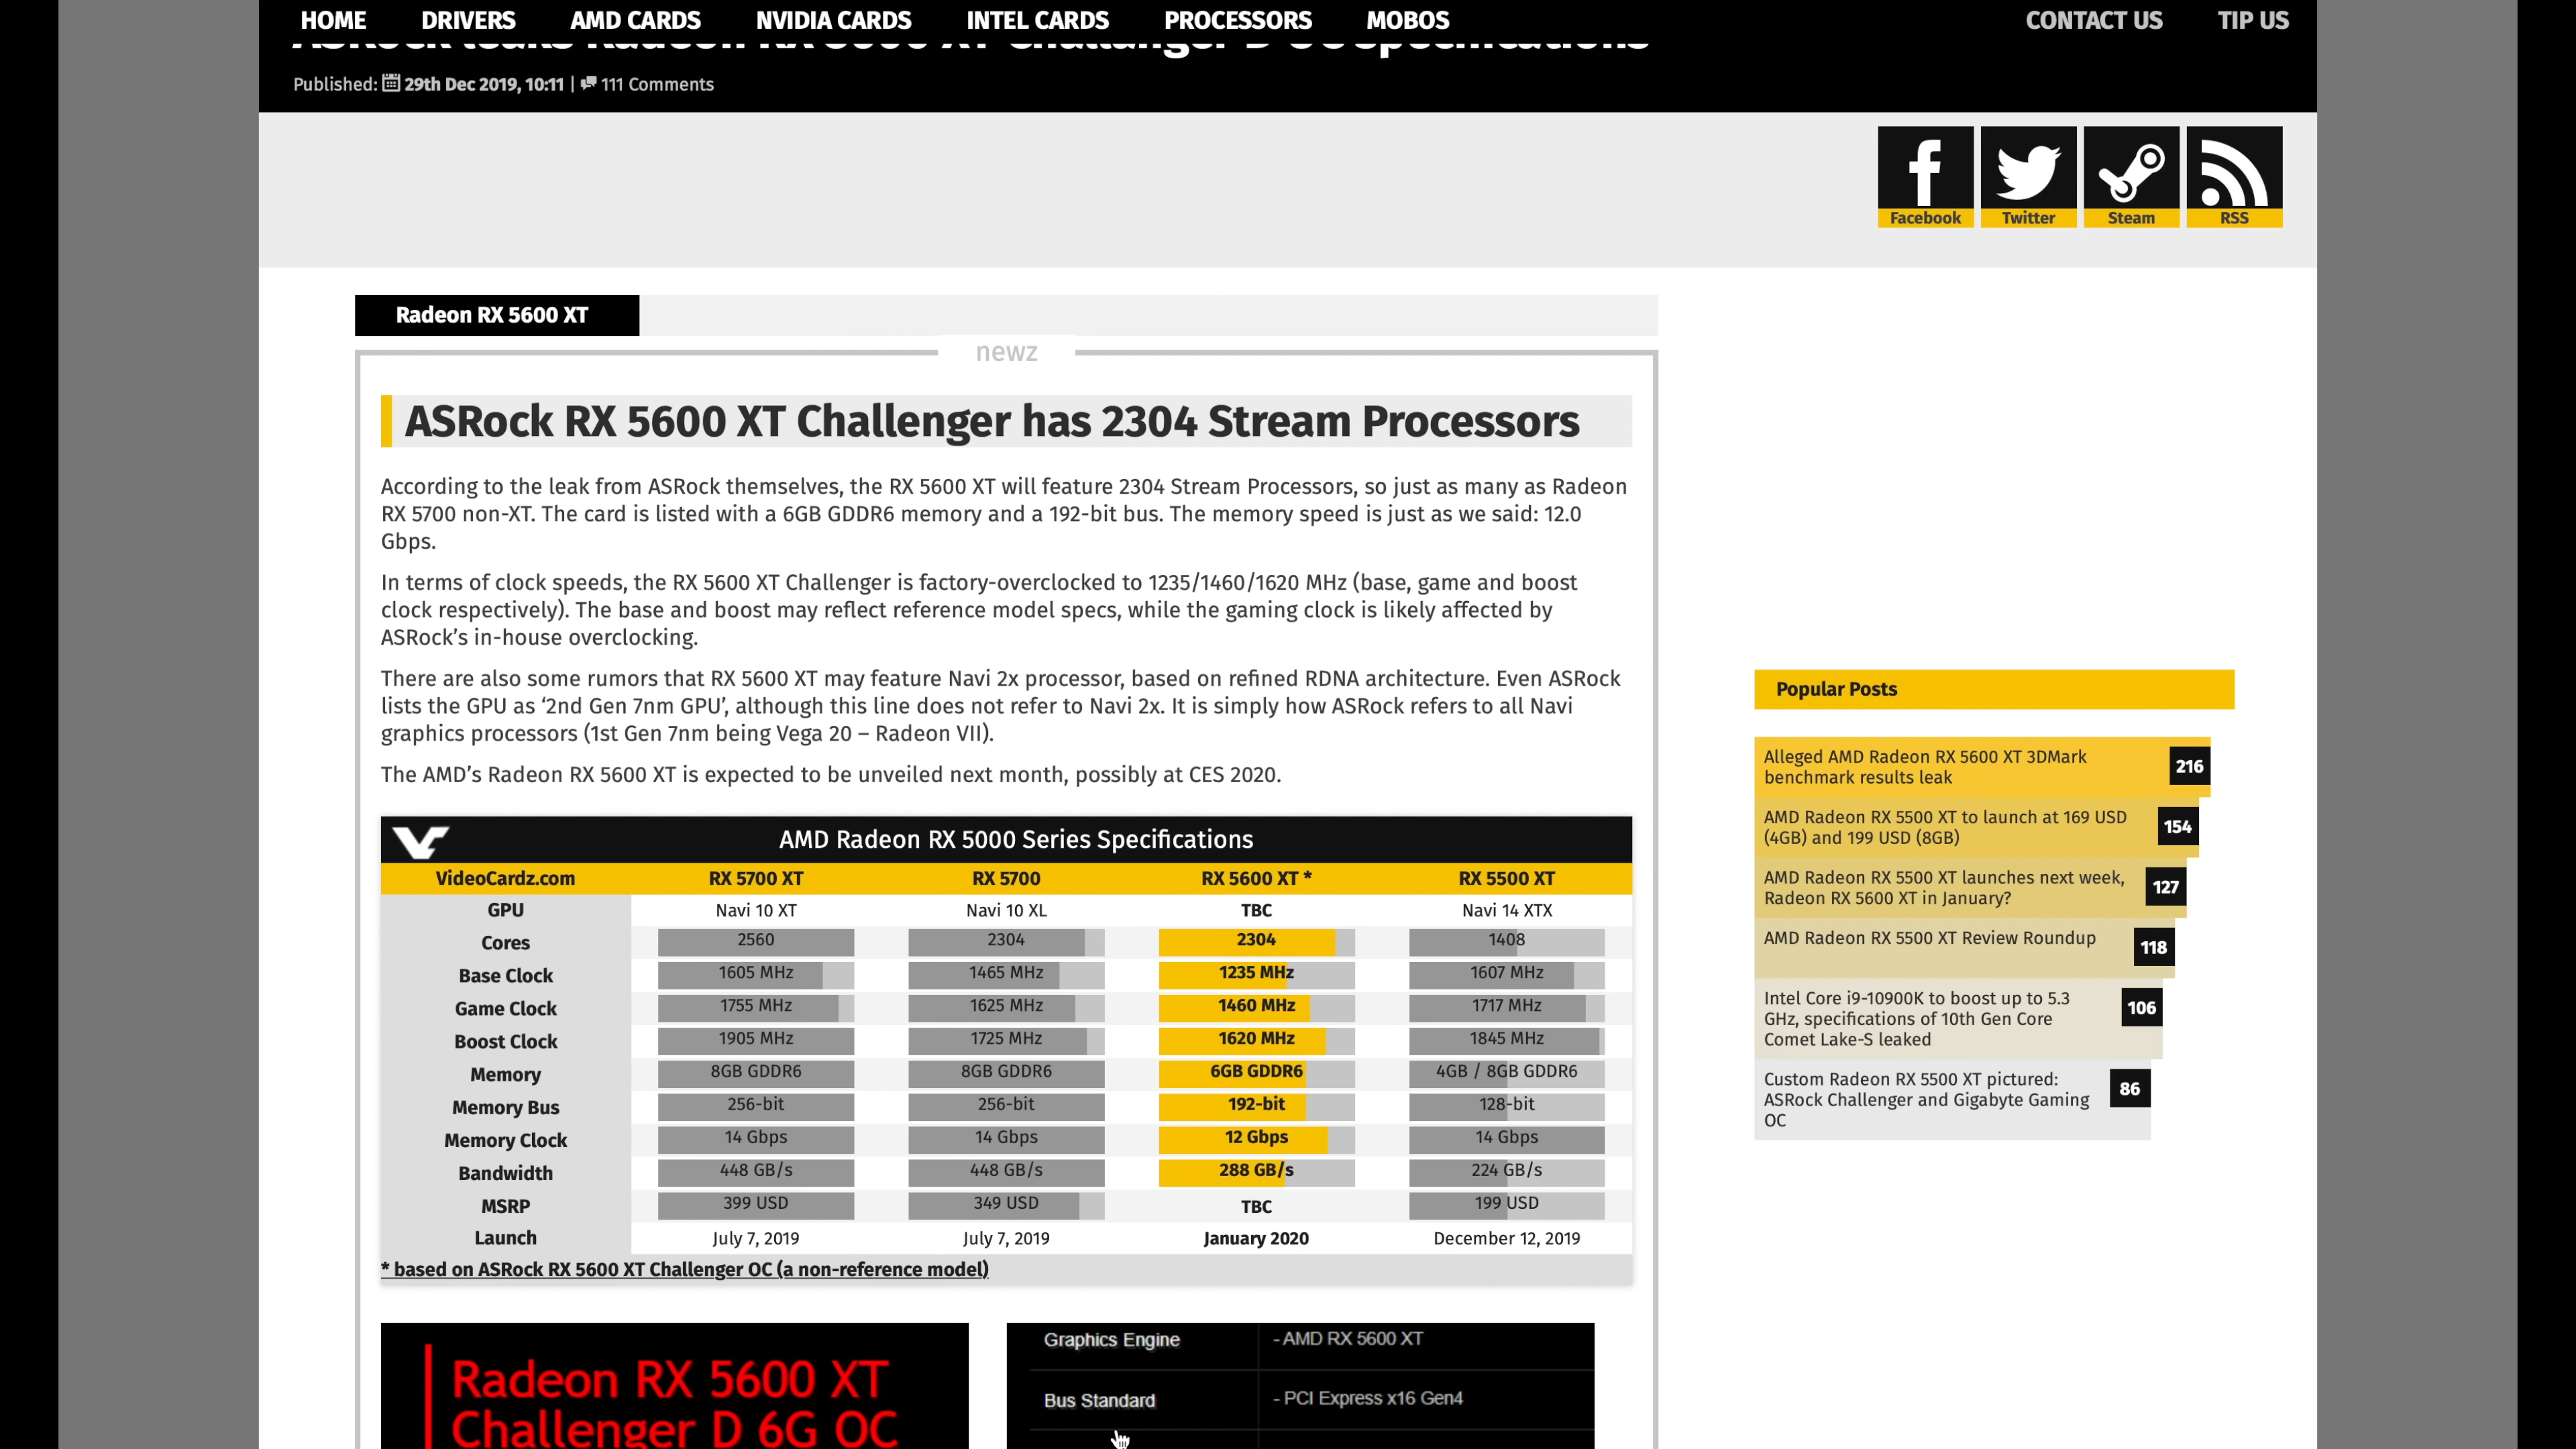 HOME DRIVERS AMD CARDS NVIDIA CARDS INTEL CARDS PROCESSORS MOBOS CONTACT US TIP US
ASRock leaks Radeon RX 5600 XT Challanger D OC specifications
Published: 29th Dec 2019, 10:11 | 111 Comments
Facebook Twitter Steam RSS
Radeon RX 5600 XT
newz
ASRock RX 5600 XT Challenger has 2304 Stream Processors
According to the leak from ASRock themselves, the RX 5600 XT will feature 2304 Stream Processors, so just as many as Radeon
RX 5700 non-XT. The card is listed with a 6GB GDDR6 memory and a 192-bit bus. The memory speed is just as we said: 12.0
Gbps.
In terms of clock speeds, the RX 5600 XT Challenger is factory-overclocked to 1235/1460/1620 MHz (base, game and boost
clock respectively). The base and boost may reflect reference model specs, while the gaming clock is likely affected by
ASRock's in-house overclocking.
There are also some rumors that RX 5600 XT may feature Navi 2x processor, based on refined RDNA architecture. Even ASRock
lists the GPU as ‘2nd Gen 7nm GPU’, although this line does not refer to Navi 2x. It is simply how ASRock refers to all Navi
graphics processors (1st Gen 7nm being Vega 20 – Radeon VII).
The AMD's Radeon RX 5600 XT is expected to be unveiled next month, possibly at CES 2020.
AMD Radeon RX 5000 Series Specifications
VideoCardz.com RX 5700 XT RX 5700 RX 5600 XT * RX 5500 XT
GPU Navi 10 XT Navi 10 XL TBC Navi 14 XTX
Cores 2560 2304 2304 1408
Base Clock 1605 MHz 1465 MHz 1235 MHz 1607 MHz
Game Clock 1755 MHz 1625 MHz 1460 MHz 1717 MHz
Boost Clock 1905 MHz 1725 MHz 1620 MHz 1845 MHz
Memory 8GB GDDR6 8GB GDDR6 6GB GDDR6 4GB / 8GB GDDR6
Memory Bus 256-bit 256-bit 192-bit 128-bit
Memory Clock 14 Gbps 14 Gbps 12 Gbps 14 Gbps
Bandwidth 448 GB/s 448 GB/s 288 GB/s 224 GB/s
MSRP 399 USD 349 USD TBC 199 USD
Launch July 7, 2019 July 7, 2019 January 2020 December 12, 2019
* based on ASRock RX 5600 XT Challenger OC (a non-reference model)
Radeon RX 5600 XT
Challenger D 6G OC
Graphics Engine - AMD RX 5600 XT
Bus Standard - PCI Express x16 Gen4
Popular Posts
Alleged AMD Radeon RX 5600 XT 3DMark
benchmark results leak
216
AMD Radeon RX 5500 XT to launch at 169 USD
(4GB) and 199 USD (8GB)
154
AMD Radeon RX 5500 XT launches next week,
Radeon RX 5600 XT in January?
127
AMD Radeon RX 5500 XT Review Roundup
118
Intel Core i9-10900K to boost up to 5.3
GHz, specifications of 10th Gen Core
Comet Lake-S leaked
106
Custom Radeon RX 5500 XT pictured:
ASRock Challenger and Gigabyte Gaming
OC
86